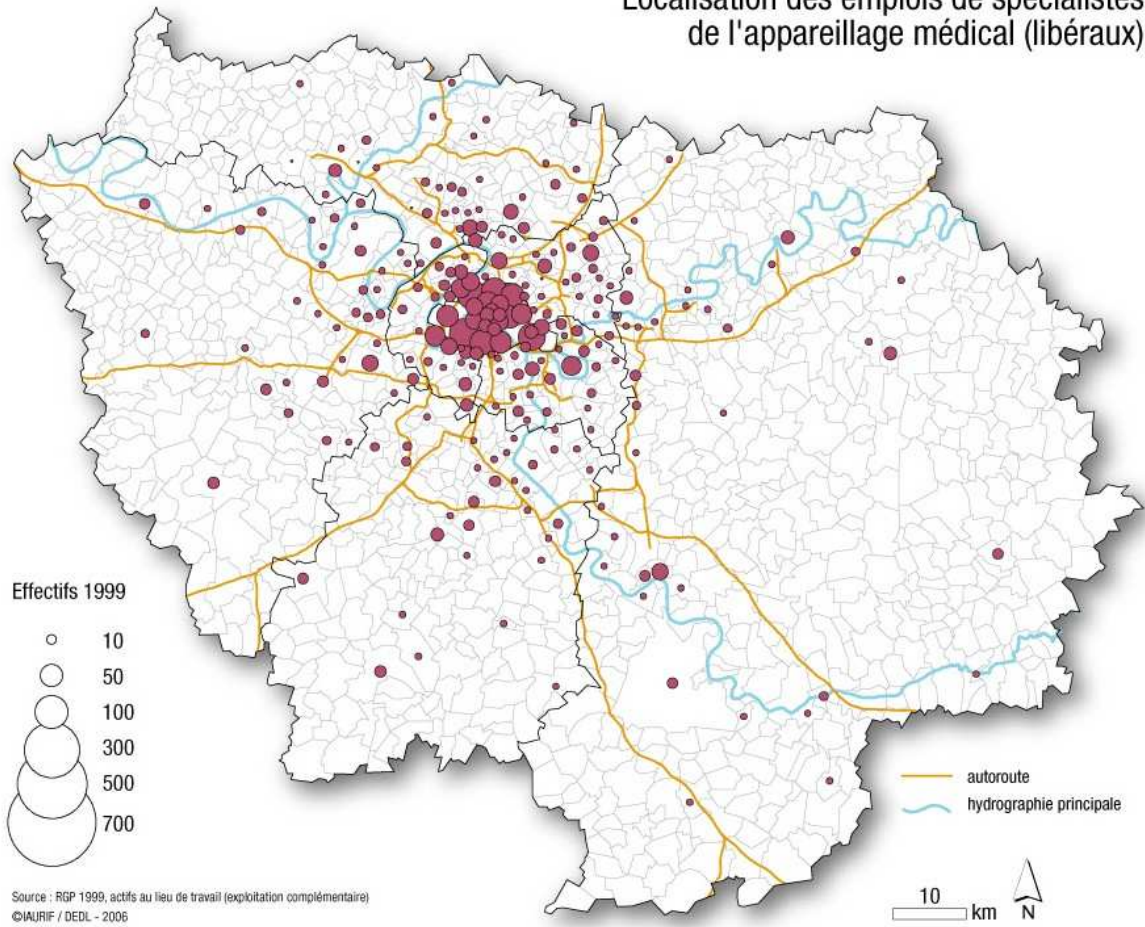 Localisation des emplois de spécialistes
de l'appareillage médical (libéraux)
Effectifs 1999
10
50
100
300
500
700
autoroute
hydrographie principale
Source : RGP 1999, actifs au lieu de travail (exploitation complémentaire)
©IAURIF / DEDL - 2006
10
km
N